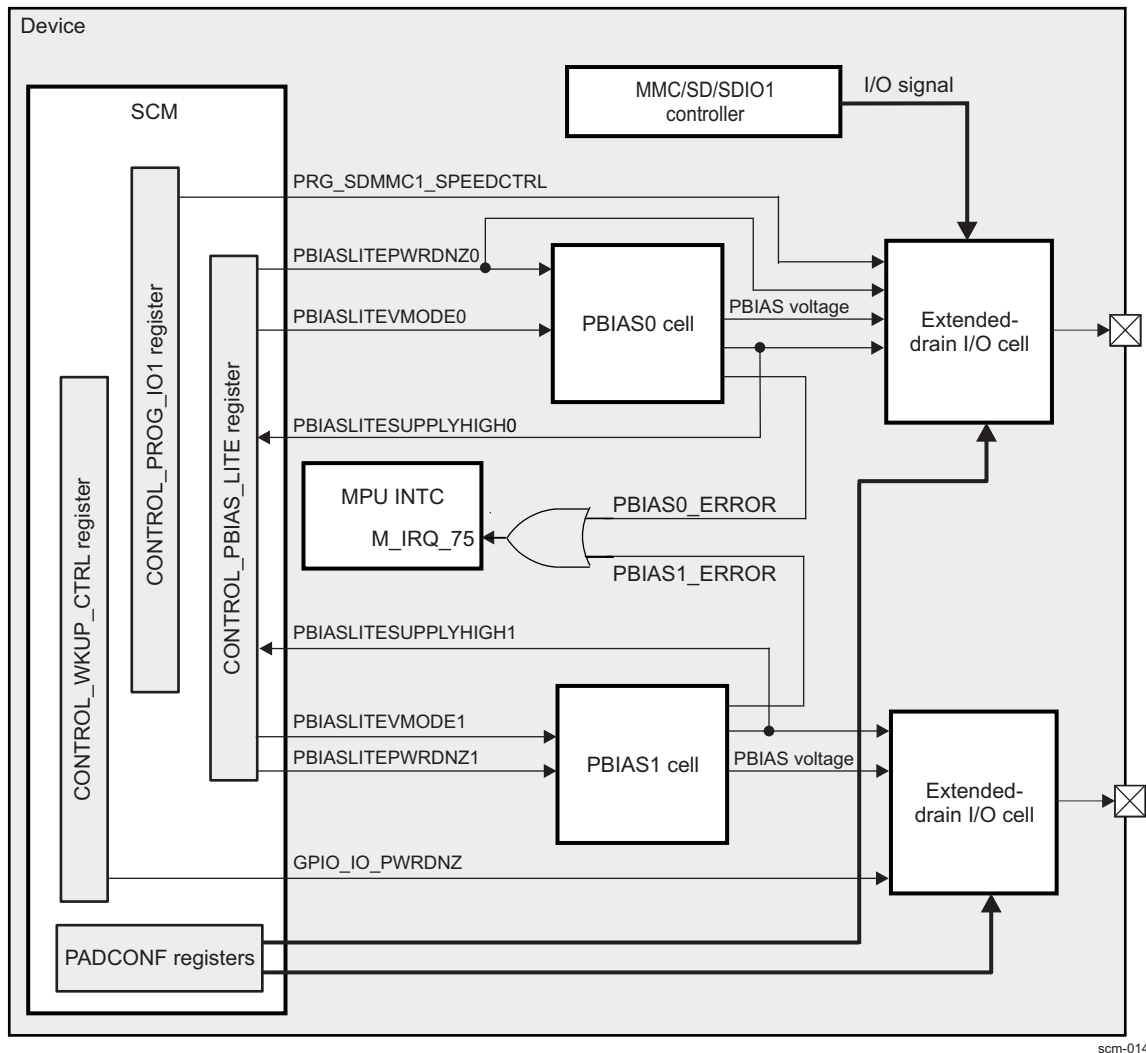 Device
SCM
MMC/SD/SDIO1
controller
I/O signal
PRG_SDMMC1_SPEEDCTRL
PBIASLITEPWRDNZ0
PBIASLITEVMODE0
PBIAS0 cell
PBIAS voltage
Extended-
drain I/O cell
CONTROL_PROG_IO1 register
CONTROL_PBIAS_LITE register
CONTROL_WKUP_CTRL register
PBIASLITESUPPLYHIGH0
MPU INTC
M_IRQ_75
PBIAS0_ERROR
PBIAS1_ERROR
PBIASLITESUPPLYHIGH1
PBIASLITEVMODE1
PBIASLITEPWRDNZ1
PBIAS1 cell
PBIAS voltage
Extended-
drain I/O cell
GPIO_IO_PWRDNZ
PADCONF registers
scm-014